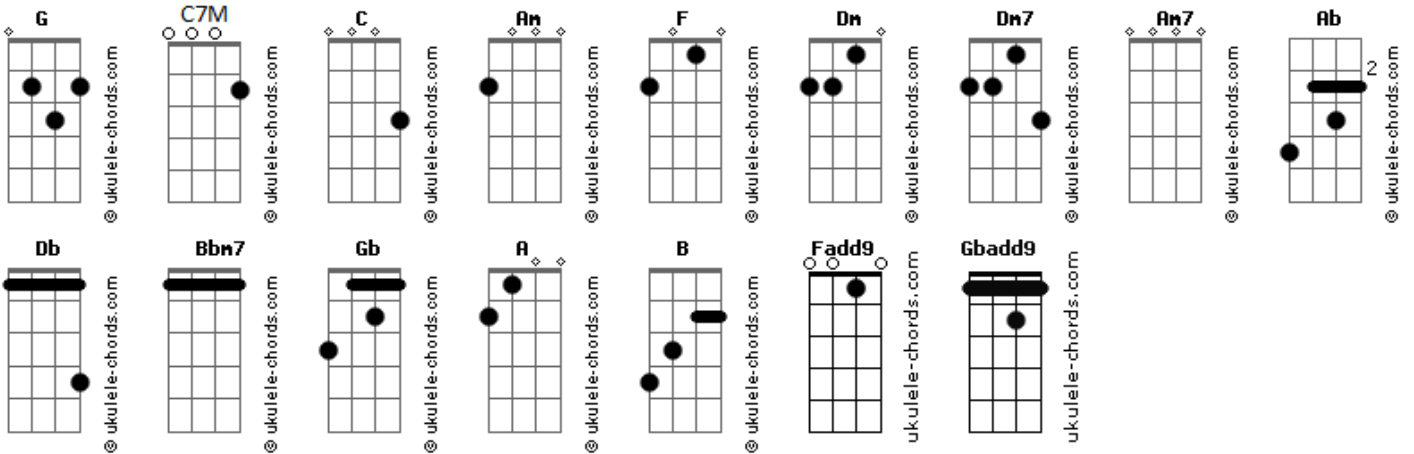 G C7M C Am F Dm Dm7 Am7 Ab
2
© ukulele-chords.com © ukulele-chords.com © ukulele-chords.com © ukulele-chords.com © ukulele-chords.com © ukulele-chords.com © ukulele-chords.com © ukulele-chords.com © ukulele-chords.com
Db Bbm7 Gb A B Fadd9 Gbadd9
© ukulele-chords.com © ukulele-chords.com © ukulele-chords.com © ukulele-chords.com © ukulele-chords.com ukulele-chords.com ukulele-chords.com